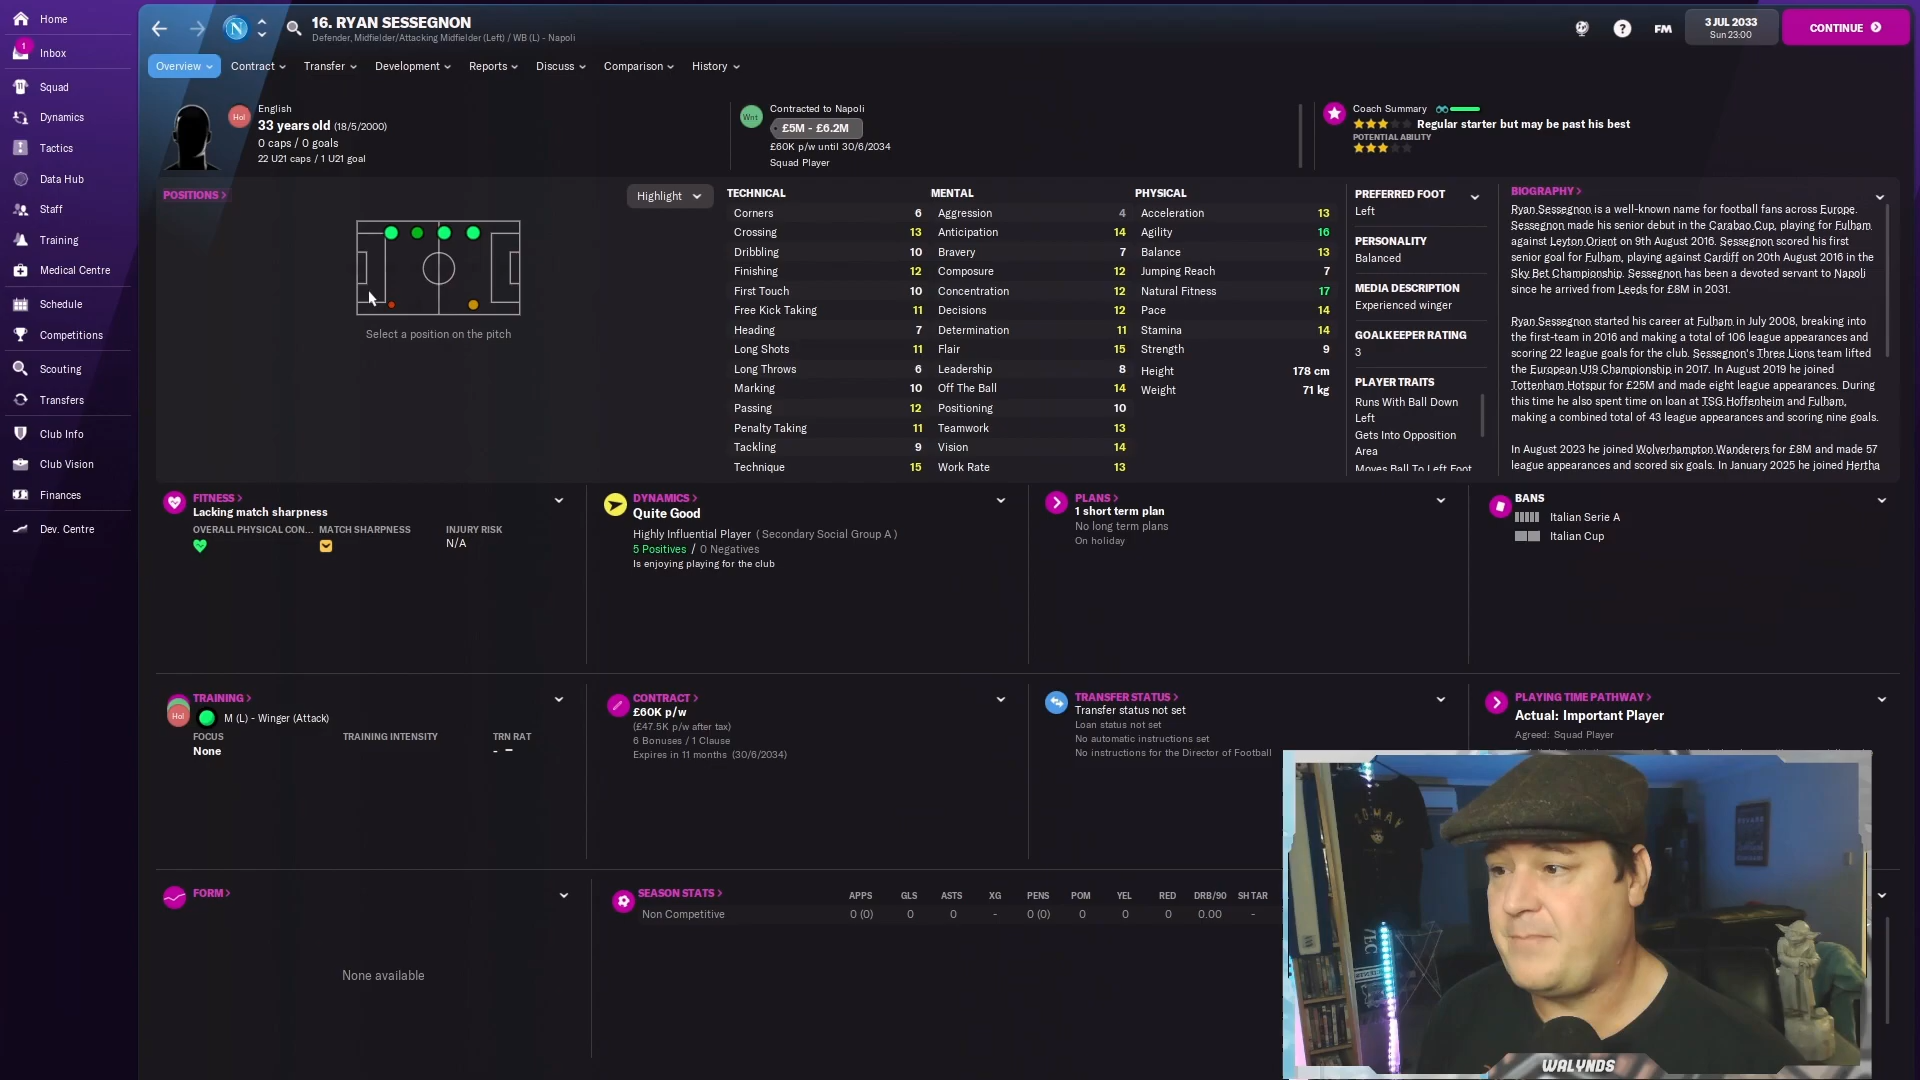 Home
1
Inbox
Squad
Dynamics
Tactics
Data Hub
Staff
Training
Medical Centre
Schedule
Competitions
Scouting
Transfers
Club Info
Club Vision
Finances
Dev. Centre
N
16. RYAN SESSEGNON
Defender, Midfielder/Attacking Midfielder (Left) / WB (L) - Napoli
?
FM
3 JUL 2033
Sun 23:00
CONTINUE
Overview
Contract
Transfer
Development
Reports
Discuss
Comparison
History
Hol
English
33 years old (18/5/2000)
0 caps / 0 goals
22 U21 caps / 1 U21 goal
Wnt
Contracted to Napoli
£5M - £6.2M
£60K p/w until 30/6/2034
Squad Player
Coach Summary
Regular starter but may be past his best
POTENTIAL ABILITY
POSITIONS >
Select a position on the pitch
Highlight
TECHNICAL
Corners 6
Crossing 13
Dribbling 10
Finishing 12
First Touch 10
Free Kick Taking 11
Heading 7
Long Shots 11
Long Throws 6
Marking 10
Passing 12
Penalty Taking 11
Tackling 9
Technique 15
MENTAL
Aggression 4
Anticipation 14
Bravery 7
Composure 12
Concentration 12
Decisions 12
Determination 11
Flair 15
Leadership 8
Off The Ball 14
Positioning 10
Teamwork 13
Vision 14
Work Rate 13
PHYSICAL
Acceleration 13
Agility 16
Balance 13
Jumping Reach 7
Natural Fitness 17
Pace 14
Stamina 14
Strength 9
Height 178 cm
Weight 71 kg
PREFERRED FOOT
Left
PERSONALITY
Balanced
MEDIA DESCRIPTION
Experienced winger
GOALKEEPER RATING
3
PLAYER TRAITS
Runs With Ball Down
Left
Gets Into Opposition
Area
Moves Ball To Left Foot
BIOGRAPHY >
Ryan Sessegnon is a well-known name for football fans across Europe.
Sessegnon made his senior debut in the Carabao Cup, playing for Fulham
against Leyton Orient on 9th August 2016. Sessegnon scored his first
senior goal for Fulham, playing against Cardiff on 20th August 2016 in the
Sky Bet Championship. Sessegnon has been a devoted servant to Napoli
since he arrived from Leeds for £8M in 2031.
Ryan Sessegnon started his career at Fulham in July 2008, breaking into
the first-team in 2016 and making a total of 106 league appearances and
scoring 22 league goals for the club. Sessegnon's Three Lions team lifted
the European U19 Championship in 2017. In August 2019 he joined
Tottenham Hotspur for £25M and made eight league appearances. During
this time he also spent time on loan at TSG Hoffenheim and Fulham,
making a combined total of 43 league appearances and scoring nine goals.
In August 2023 he joined Wolverhampton Wanderers for £8M and made 57
league appearances and scored six goals. In January 2025 he joined Hertha
FITNESS >
Lacking match sharpness
OVERALL PHYSICAL CON... MATCH SHARPNESS INJURY RISK
N/A
DYNAMICS >
Quite Good
Highly Influential Player ( Secondary Social Group A )
5 Positives / 0 Negatives
Is enjoying playing for the club
PLANS >
1 short term plan
No long term plans
On holiday
BANS
Italian Serie A
Italian Cup
TRAINING >
Hol
M (L) - Winger (Attack)
FOCUS TRAINING INTENSITY TRN RAT
None - -
CONTRACT >
£60K p/w
(£47.5K p/w after tax)
6 Bonuses / 1 Clause
Expires in 11 months (30/6/2034)
TRANSFER STATUS >
Transfer status not set
Loan status not set
No automatic instructions set
No instructions for the Director of Football
PLAYING TIME PATHWAY >
Actual: Important Player
Agreed: Squad Player
FORM >
None available
SEASON STATS > APPS GLS ASTS XG PENS POM YEL RED DRB/90 SH TAR
Non Competitive 0 (0) 0 0 - 0 (0) 0 0 0 0.00 -
WALYNDS